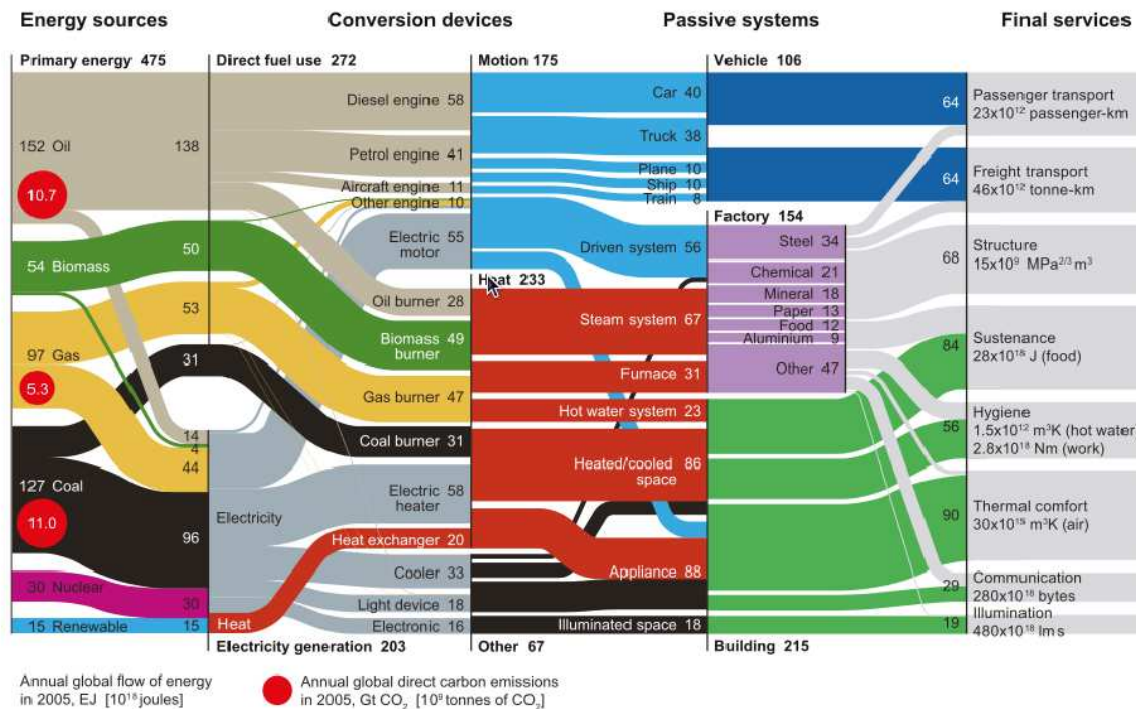 Energy sources
Conversion devices
Passive systems
Final services
Primary energy 475
Direct fuel use 272
Motion 175
Vehicle 106
152 Oil
10.7
54 Biomass
97 Gas
5.3
127 Coal
11.0
30 Nuclear
15 Renewable
138
50
53
31
14
4
44
96
30
15
Electricity
Heat
Electricity generation 203
Diesel engine 58
Petrol engine 41
Aircraft engine 11
Other engine 10
Electric
motor
55
Oil burner 28
Biomass
burner
49
Gas burner 47
Coal burner 31
Electric
heater
58
Heat exchanger 20
Cooler 33
Light device 18
Electronic 16
Car 40
Truck 38
Plane 10
Ship 10
Train 8
Driven system 56
Heat 233
Steam system 67
Furnace 31
Hot water system 23
Heated/cooled
space
86
Appliance 88
Illuminated space 18
Other 67
Factory 154
Steel 34
Chemical 21
Mineral 18
Paper 13
Food 12
Aluminium 9
Other 47
Building 215
64
Passenger transport
23x10¹² passenger-km
64
Freight transport
46x10¹² tonne-km
68
Structure
15x10⁹ MPa²/³ m³
84
Sustenance
28x10¹⁸ J (food)
56
Hygiene
1.5x10¹² m³K (hot water
2.8x10¹⁸ Nm (work)
90
Thermal comfort
30x10¹⁵ m³K (air)
29
Communication
280x10¹⁸ bytes
19
Illumination
480x10¹⁸ lm s
Annual global flow of energy
in 2005, EJ [10¹⁸ joules]
Annual global direct carbon emissions
in 2005, Gt CO₂ [10⁹ tonnes of CO₂]